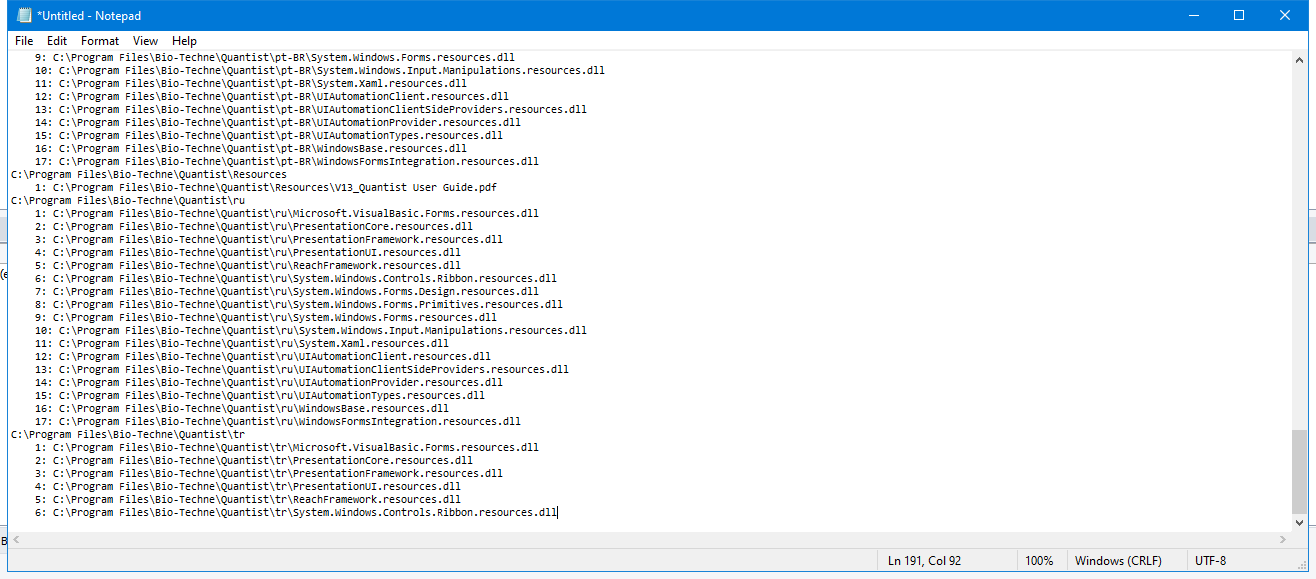 *Untitled - Notepad
File Edit Format View Help
9: C:\Program Files\Bio-Techne\Quantist\pt-BR\System.Windows.Forms.resources.dll
10: C:\Program Files\Bio-Techne\Quantist\pt-BR\System.Windows.Input.Manipulations.resources.dll
11: C:\Program Files\Bio-Techne\Quantist\pt-BR\System.Xaml.resources.dll
12: C:\Program Files\Bio-Techne\Quantist\pt-BR\UIAutomationClient.resources.dll
13: C:\Program Files\Bio-Techne\Quantist\pt-BR\UIAutomationClientSideProviders.resources.dll
14: C:\Program Files\Bio-Techne\Quantist\pt-BR\UIAutomationProvider.resources.dll
15: C:\Program Files\Bio-Techne\Quantist\pt-BR\UIAutomationTypes.resources.dll
16: C:\Program Files\Bio-Techne\Quantist\pt-BR\WindowsBase.resources.dll
17: C:\Program Files\Bio-Techne\Quantist\pt-BR\WindowsFormsIntegration.resources.dll
C:\Program Files\Bio-Techne\Quantist\Resources
1: C:\Program Files\Bio-Techne\Quantist\Resources\V13_Quantist User Guide.pdf
C:\Program Files\Bio-Techne\Quantist\ru
1: C:\Program Files\Bio-Techne\Quantist\ru\Microsoft.VisualBasic.Forms.resources.dll
2: C:\Program Files\Bio-Techne\Quantist\ru\PresentationCore.resources.dll
3: C:\Program Files\Bio-Techne\Quantist\ru\PresentationFramework.resources.dll
4: C:\Program Files\Bio-Techne\Quantist\ru\PresentationUI.resources.dll
5: C:\Program Files\Bio-Techne\Quantist\ru\ReachFramework.resources.dll
6: C:\Program Files\Bio-Techne\Quantist\ru\System.Windows.Controls.Ribbon.resources.dll
7: C:\Program Files\Bio-Techne\Quantist\ru\System.Windows.Forms.Design.resources.dll
8: C:\Program Files\Bio-Techne\Quantist\ru\System.Windows.Forms.Primitives.resources.dll
9: C:\Program Files\Bio-Techne\Quantist\ru\System.Windows.Forms.resources.dll
10: C:\Program Files\Bio-Techne\Quantist\ru\System.Windows.Input.Manipulations.resources.dll
11: C:\Program Files\Bio-Techne\Quantist\ru\System.Xaml.resources.dll
12: C:\Program Files\Bio-Techne\Quantist\ru\UIAutomationClient.resources.dll
13: C:\Program Files\Bio-Techne\Quantist\ru\UIAutomationClientSideProviders.resources.dll
14: C:\Program Files\Bio-Techne\Quantist\ru\UIAutomationProvider.resources.dll
15: C:\Program Files\Bio-Techne\Quantist\ru\UIAutomationTypes.resources.dll
16: C:\Program Files\Bio-Techne\Quantist\ru\WindowsBase.resources.dll
17: C:\Program Files\Bio-Techne\Quantist\ru\WindowsFormsIntegration.resources.dll
C:\Program Files\Bio-Techne\Quantist\tr
1: C:\Program Files\Bio-Techne\Quantist\tr\Microsoft.VisualBasic.Forms.resources.dll
2: C:\Program Files\Bio-Techne\Quantist\tr\PresentationCore.resources.dll
3: C:\Program Files\Bio-Techne\Quantist\tr\PresentationFramework.resources.dll
4: C:\Program Files\Bio-Techne\Quantist\tr\PresentationUI.resources.dll
5: C:\Program Files\Bio-Techne\Quantist\tr\ReachFramework.resources.dll
6: C:\Program Files\Bio-Techne\Quantist\tr\System.Windows.Controls.Ribbon.resources.dll
Ln 191, Col 92 100% Windows (CRLF) UTF-8